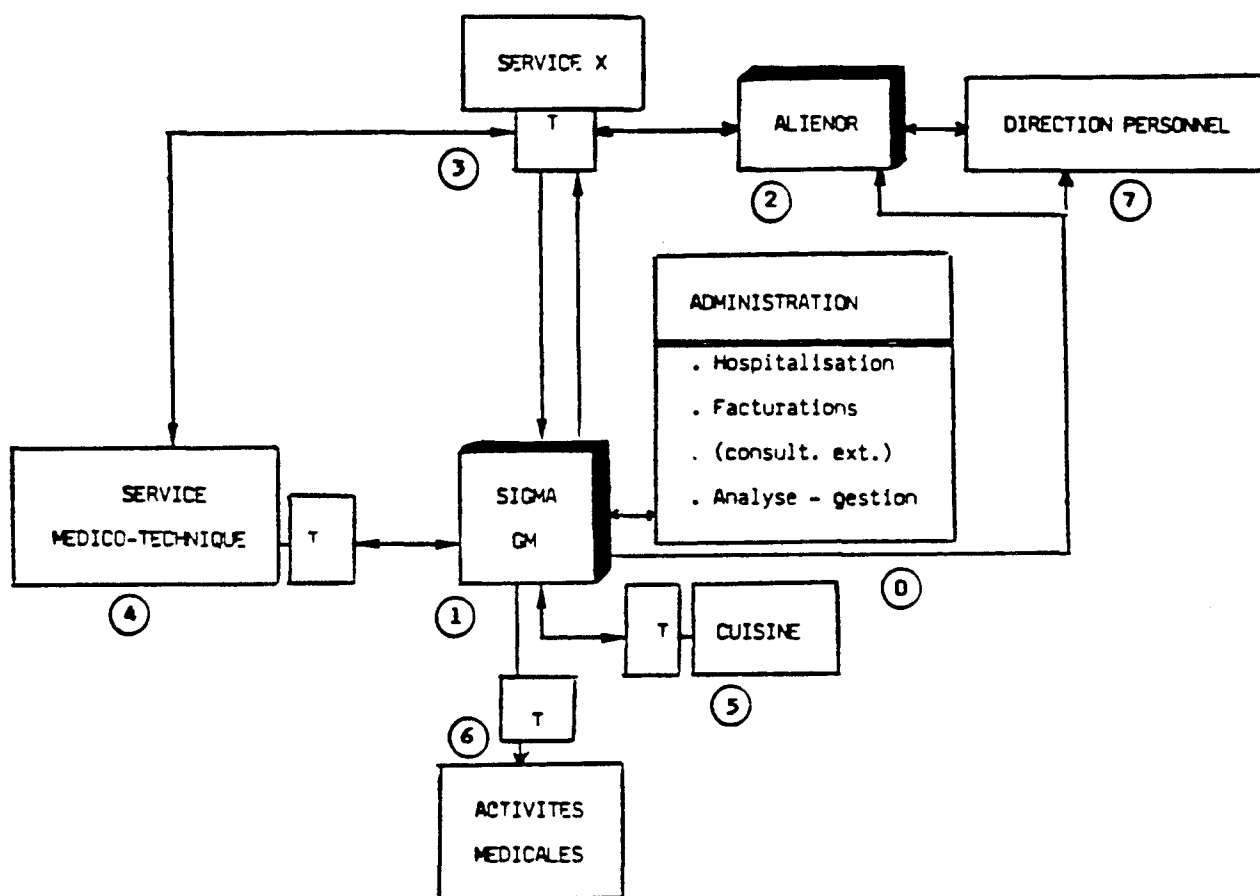 SERVICE X
T
3
ALIENOR
2
DIRECTION PERSONNEL
7
ADMINISTRATION
. Hospitalisation
. Facturations
. (consult. ext.)
. Analyse - gestion
0
SERVICE
MEDICO-TECHNIQUE
T
4
SIGMA
GM
1
T
CUISINE
5
6
T
ACTIVITES
MEDICALES